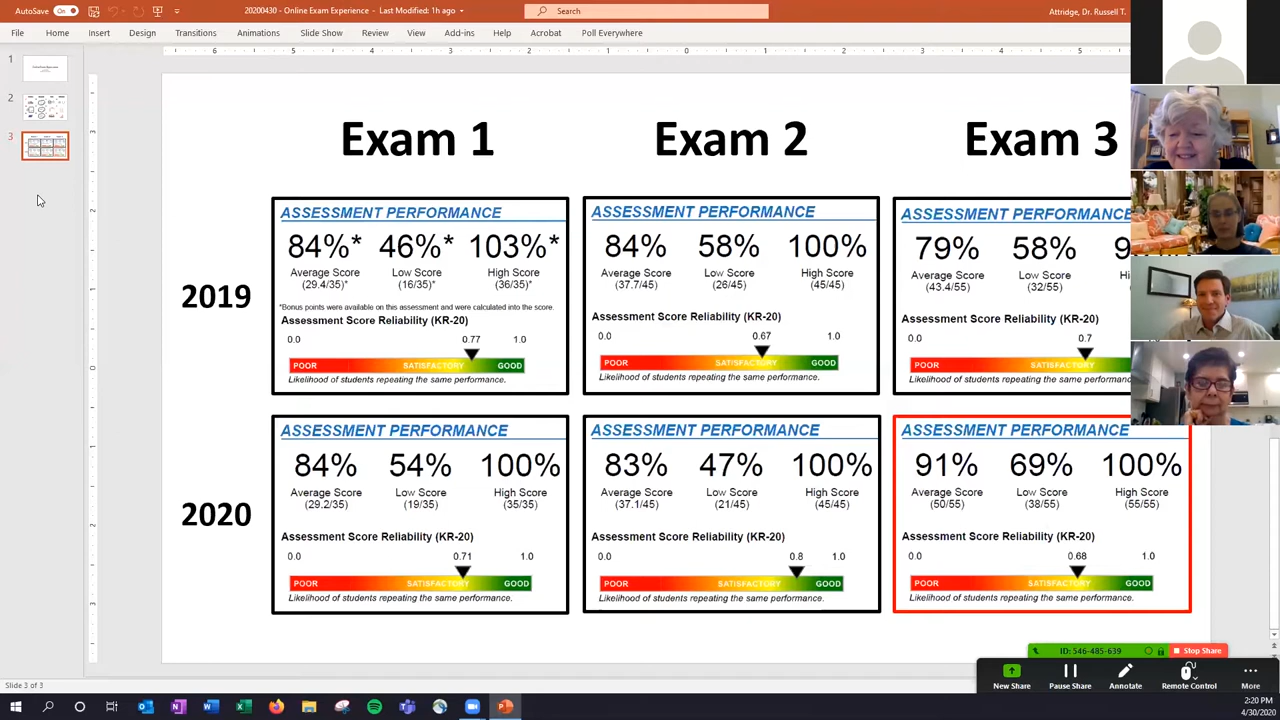 AutoSave On
20200430 - Online Exam Experience - Last Modified: 1h ago
Search
Attridge, Dr. Russell T.
File Home Insert Design Transitions Animations Slide Show Review View Add-ins Help Acrobat Poll Everywhere
1
2
3
Exam 1 Exam 2 Exam 3
2019
ASSESSMENT PERFORMANCE
84%* 46%* 103%*
Average Score Low Score High Score
(29.4/35)* (16/35)* (36/35)*
*Bonus points were available on this assessment and were calculated into the score.
Assessment Score Reliability (KR-20)
0.0 0.77 1.0
POOR SATISFACTORY GOOD
Likelihood of students repeating the same performance.
ASSESSMENT PERFORMANCE
84% 58% 100%
Average Score Low Score High Score
(37.7/45) (26/45) (45/45)
Assessment Score Reliability (KR-20)
0.0 0.67 1.0
POOR SATISFACTORY GOOD
Likelihood of students repeating the same performance.
ASSESSMENT PERFORMANCE
79% 58% 9
Average Score Low Score
(43.4/55) (32/55)
Assessment Score Reliability (KR-20)
0.0 0.7
POOR SATISFACTORY
Likelihood of students repeating the same performance.
2020
ASSESSMENT PERFORMANCE
84% 54% 100%
Average Score Low Score High Score
(29.2/35) (19/35) (35/35)
Assessment Score Reliability (KR-20)
0.0 0.71 1.0
POOR SATISFACTORY GOOD
Likelihood of students repeating the same performance.
ASSESSMENT PERFORMANCE
83% 47% 100%
Average Score Low Score High Score
(37.1/45) (21/45) (45/45)
Assessment Score Reliability (KR-20)
0.0 0.8 1.0
POOR SATISFACTORY GOOD
Likelihood of students repeating the same performance.
ASSESSMENT PERFORMANCE
91% 69% 100%
Average Score Low Score High Score
(50/55) (38/55) (55/55)
Assessment Score Reliability (KR-20)
0.0 0.68 1.0
POOR SATISFACTORY GOOD
Likelihood of students repeating the same performance.
ID: 546-485-639 Stop Share
New Share Pause Share Annotate Remote Control More
Slide 3 of 3
2:20 PM
4/30/2020